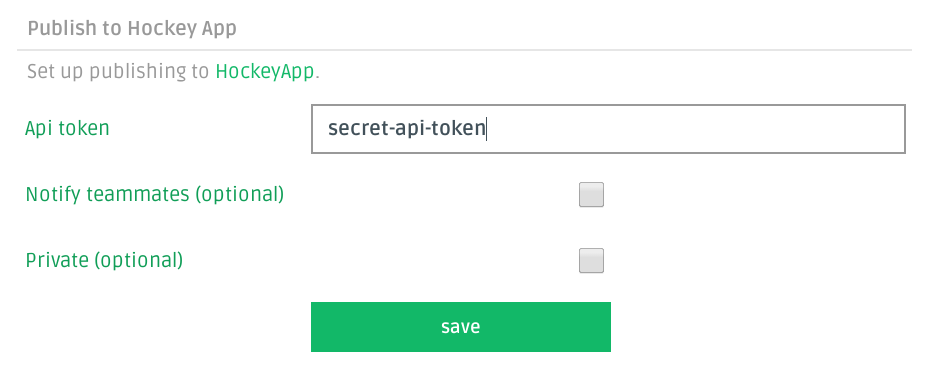 Publish to Hockey App
Set up publishing to HockeyApp.
Api token
secret-api-token
Notify teammates (optional)
Private (optional)
save